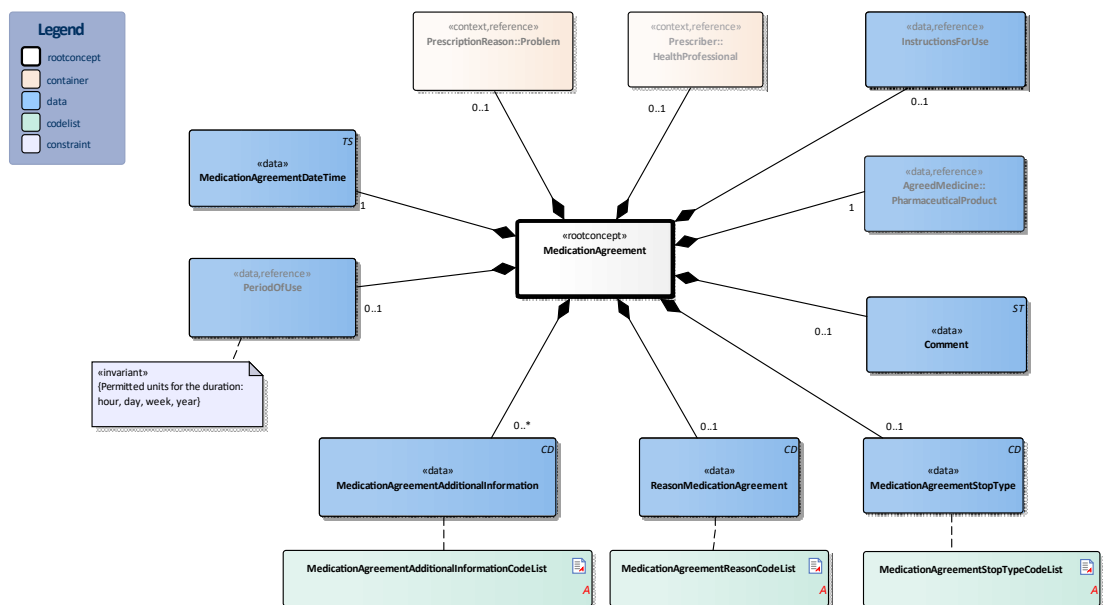 Legend
rootconcept
container
data
codelist
constraint
«context,reference»
PrescriptionReason::Problem
0..1
«context,reference»
Prescriber::
HealthProfessional
0..1
«data,reference»
InstructionsForUse
0..1
TS
«data»
MedicationAgreementDateTime
1
«data,reference»
AgreedMedicine::
PharmaceuticalProduct
1
«rootconcept»
MedicationAgreement
«data,reference»
PeriodOfUse
0..1
ST
«data»
Comment
0..1
«invariant»
{Permitted units for the duration:
hour, day, week, year}
0..*
CD
«data»
MedicationAgreementAdditionalInformation
0..1
CD
«data»
ReasonMedicationAgreement
0..1
CD
«data»
MedicationAgreementStopType
MedicationAgreementAdditionalInformationCodeList
A
MedicationAgreementReasonCodeList
A
MedicationAgreementStopTypeCodeList
A